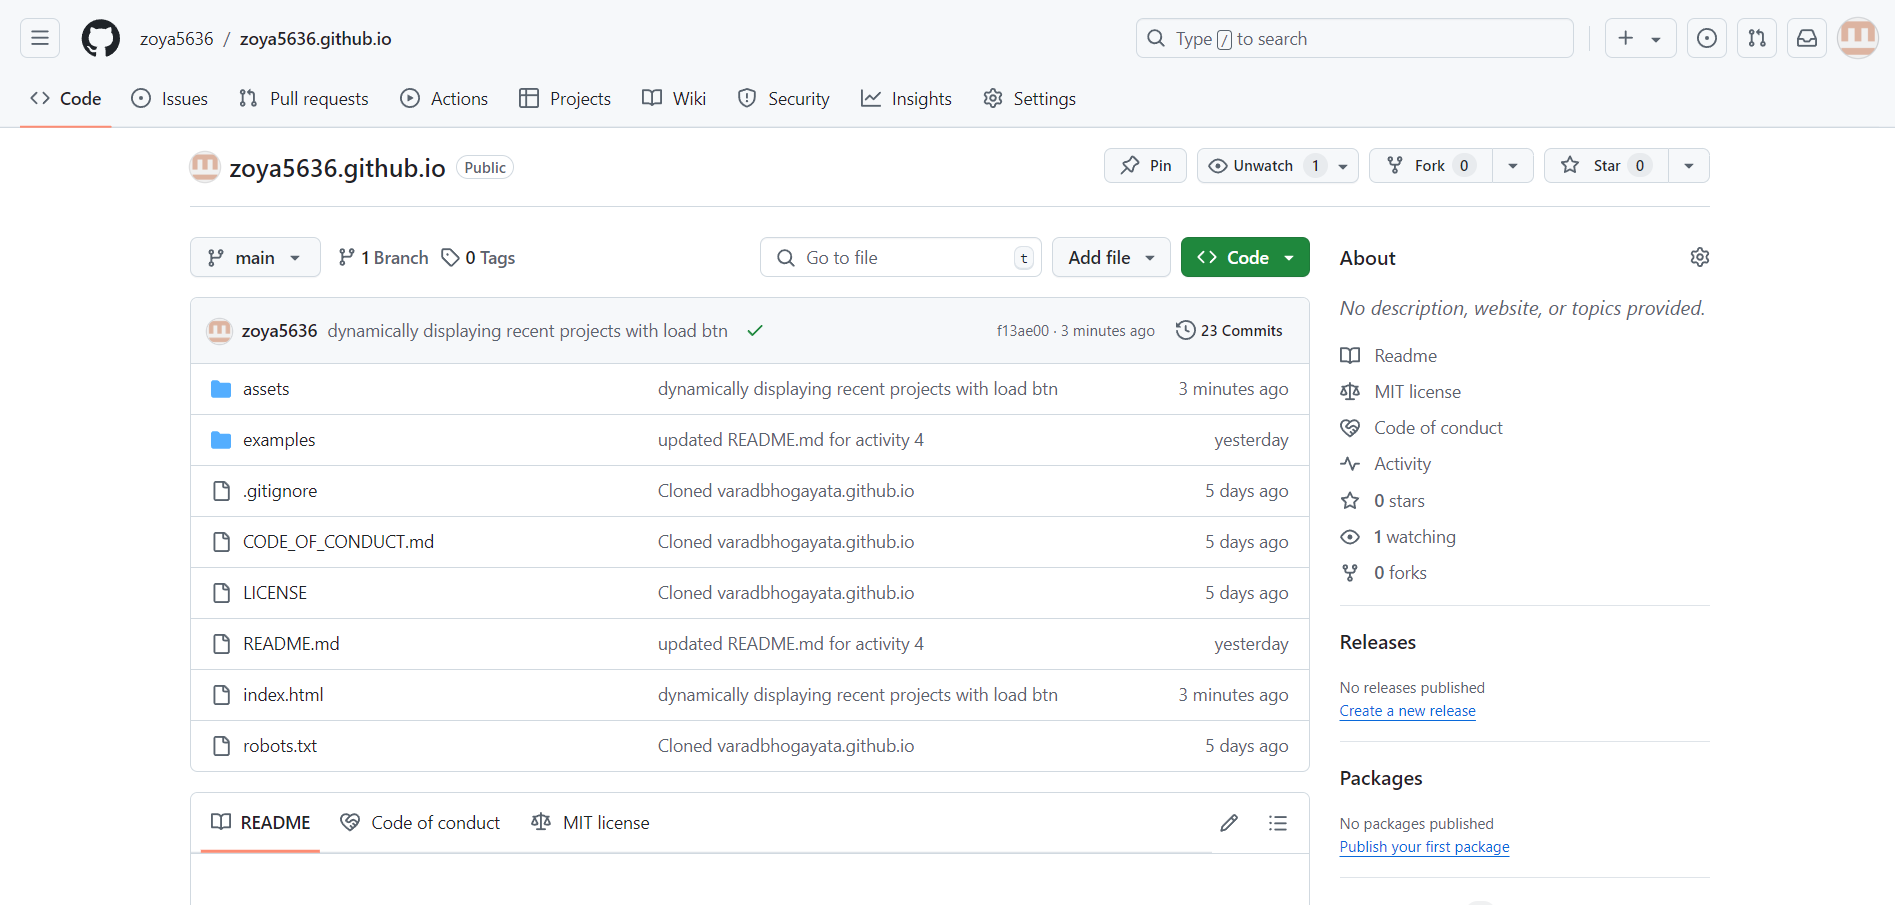 zoya5636 / zoya5636.github.io
Type / to search
Code Issues Pull requests Actions Projects Wiki Security Insights Settings
zoya5636.github.io Public
Pin Unwatch 1 Fork 0 Star 0
main 1 Branch 0 Tags Go to file t Add file Code
zoya5636 dynamically displaying recent projects with load btn f13ae00 · 3 minutes ago 23 Commits
assets dynamically displaying recent projects with load btn 3 minutes ago
examples updated README.md for activity 4 yesterday
.gitignore Cloned varadbhogayata.github.io 5 days ago
CODE_OF_CONDUCT.md Cloned varadbhogayata.github.io 5 days ago
LICENSE Cloned varadbhogayata.github.io 5 days ago
README.md updated README.md for activity 4 yesterday
index.html dynamically displaying recent projects with load btn 3 minutes ago
robots.txt Cloned varadbhogayata.github.io 5 days ago
README Code of conduct MIT license
About
No description, website, or topics provided.
Readme
MIT license
Code of conduct
Activity
0 stars
1 watching
0 forks
Releases
No releases published
Create a new release
Packages
No packages published
Publish your first package